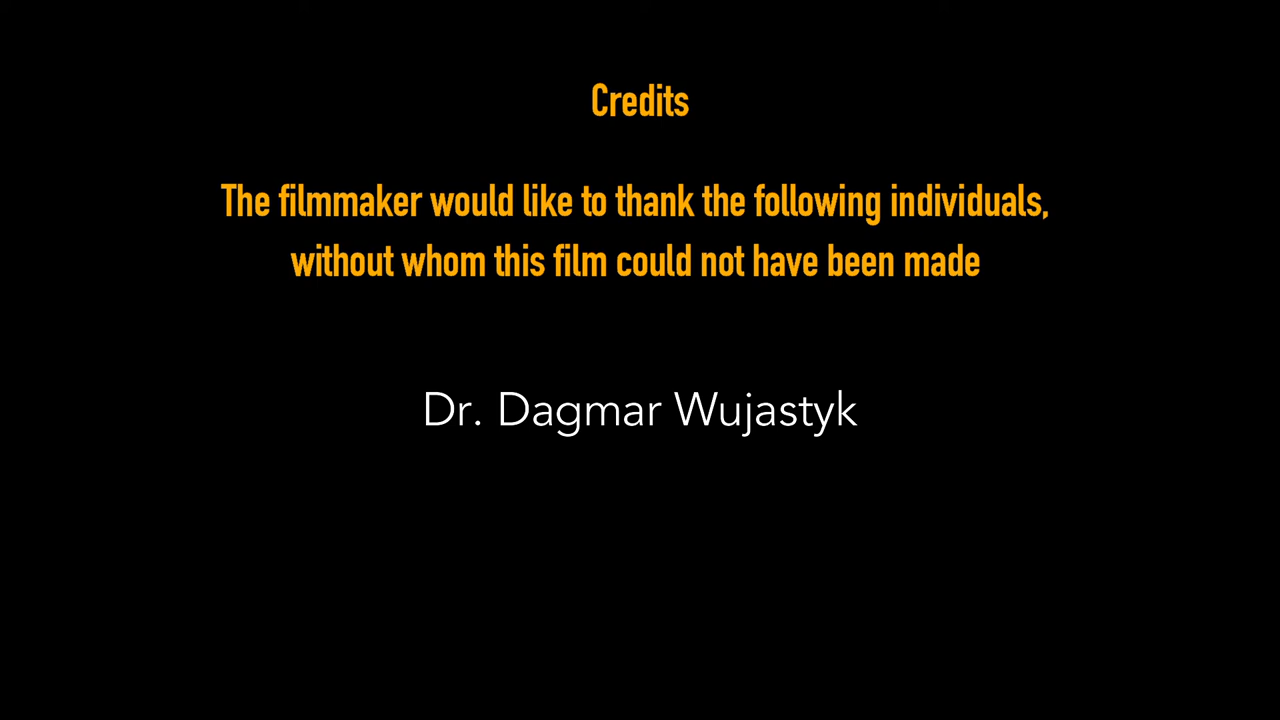 Credits
The filmmaker would like to thank the following individuals,
without whom this film could not have been made
Dr. Dagmar Wujastyk